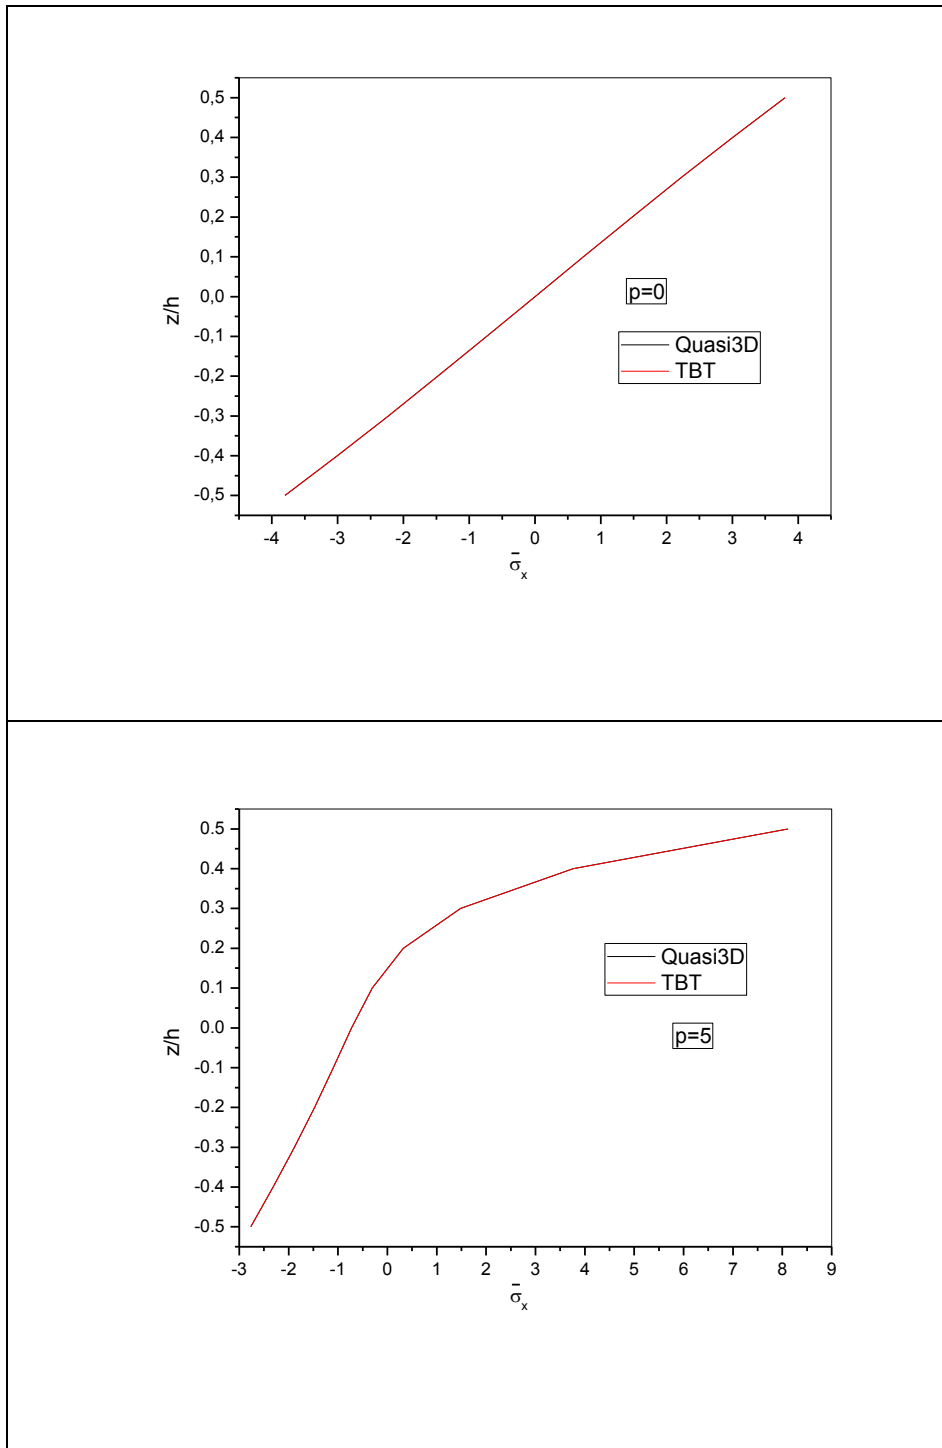 0,5
0,4
0,3
0,2
0,1
0,0
-0,1
-0,2
-0,3
-0,4
-0,5
z/h
p=0
Quasi3D
TBT
-4 -3 -2 -1 0 1 2 3 4
σ̄x
0.5
0.4
0.3
0.2
0.1
0.0
-0.1
-0.2
-0.3
-0.4
-0.5
z/h
Quasi3D
TBT
p=5
-3 -2 -1 0 1 2 3 4 5 6 7 8 9
σ̄x